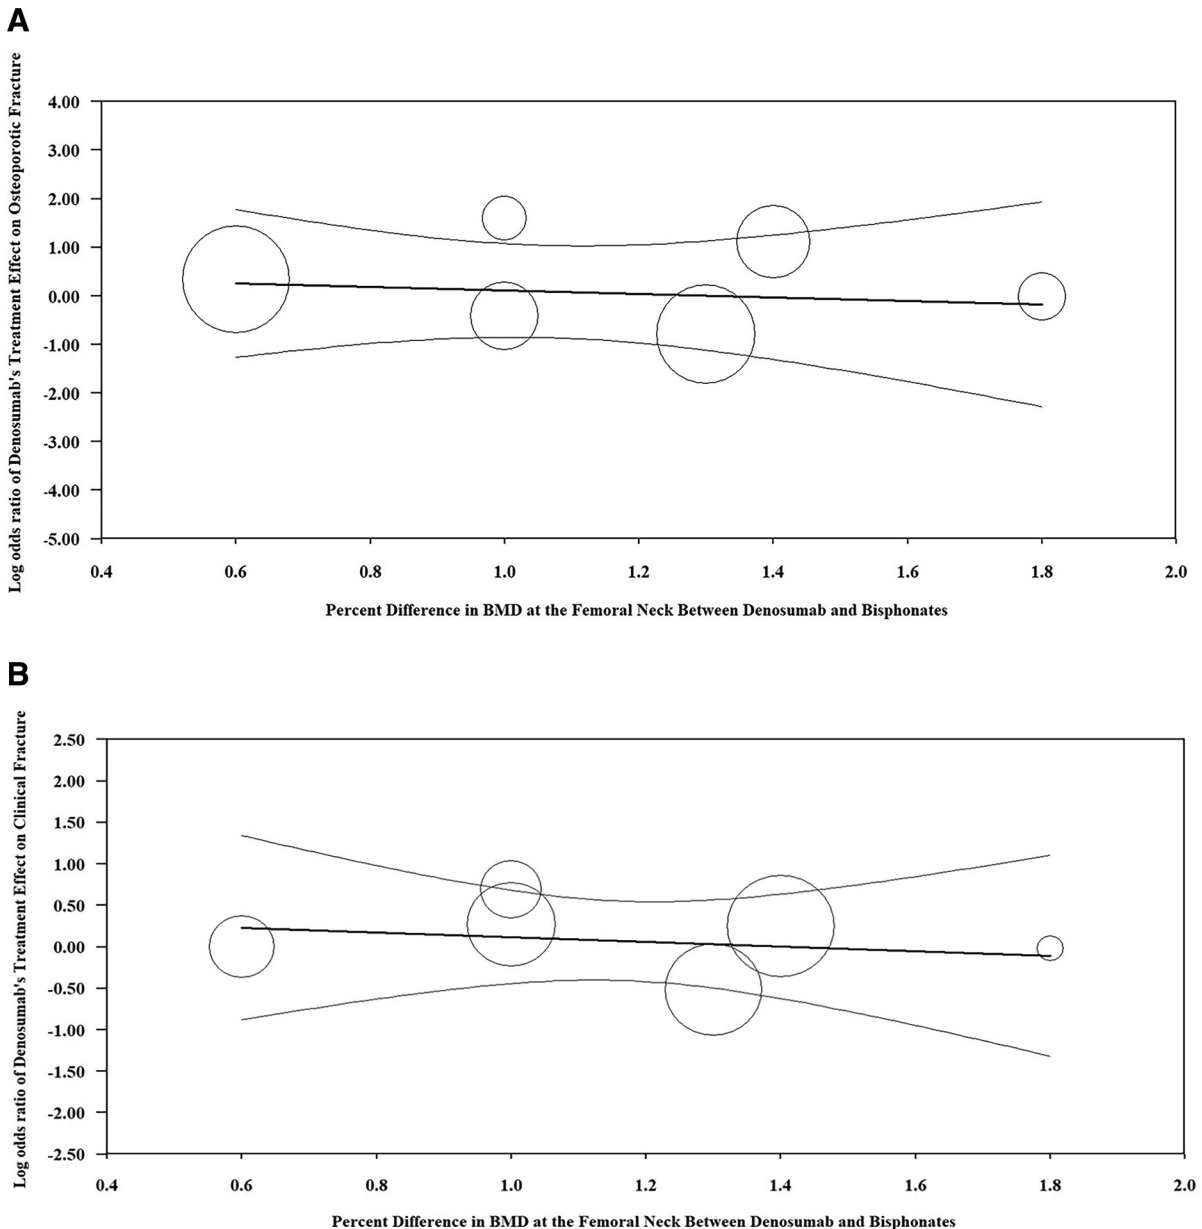 A
Log odds ratio of Denosumab's Treatment Effect on Osteoporotic Fracture
4.00
3.00
2.00
1.00
0.00
-1.00
-2.00
-3.00
-4.00
-5.00
0.4 0.6 0.8 1.0 1.2 1.4 1.6 1.8 2.0
Percent Difference in BMD at the Femoral Neck Between Denosumab and Bisphonates
B
Log odds ratio of Denosumab's Treatment Effect on Clinical Fracture
2.50
2.00
1.50
1.00
0.50
0.00
-0.50
-1.00
-1.50
-2.00
-2.50
0.4 0.6 0.8 1.0 1.2 1.4 1.6 1.8 2.0
Percent Difference in BMD at the Femoral Neck Between Denosumab and Bisphonates